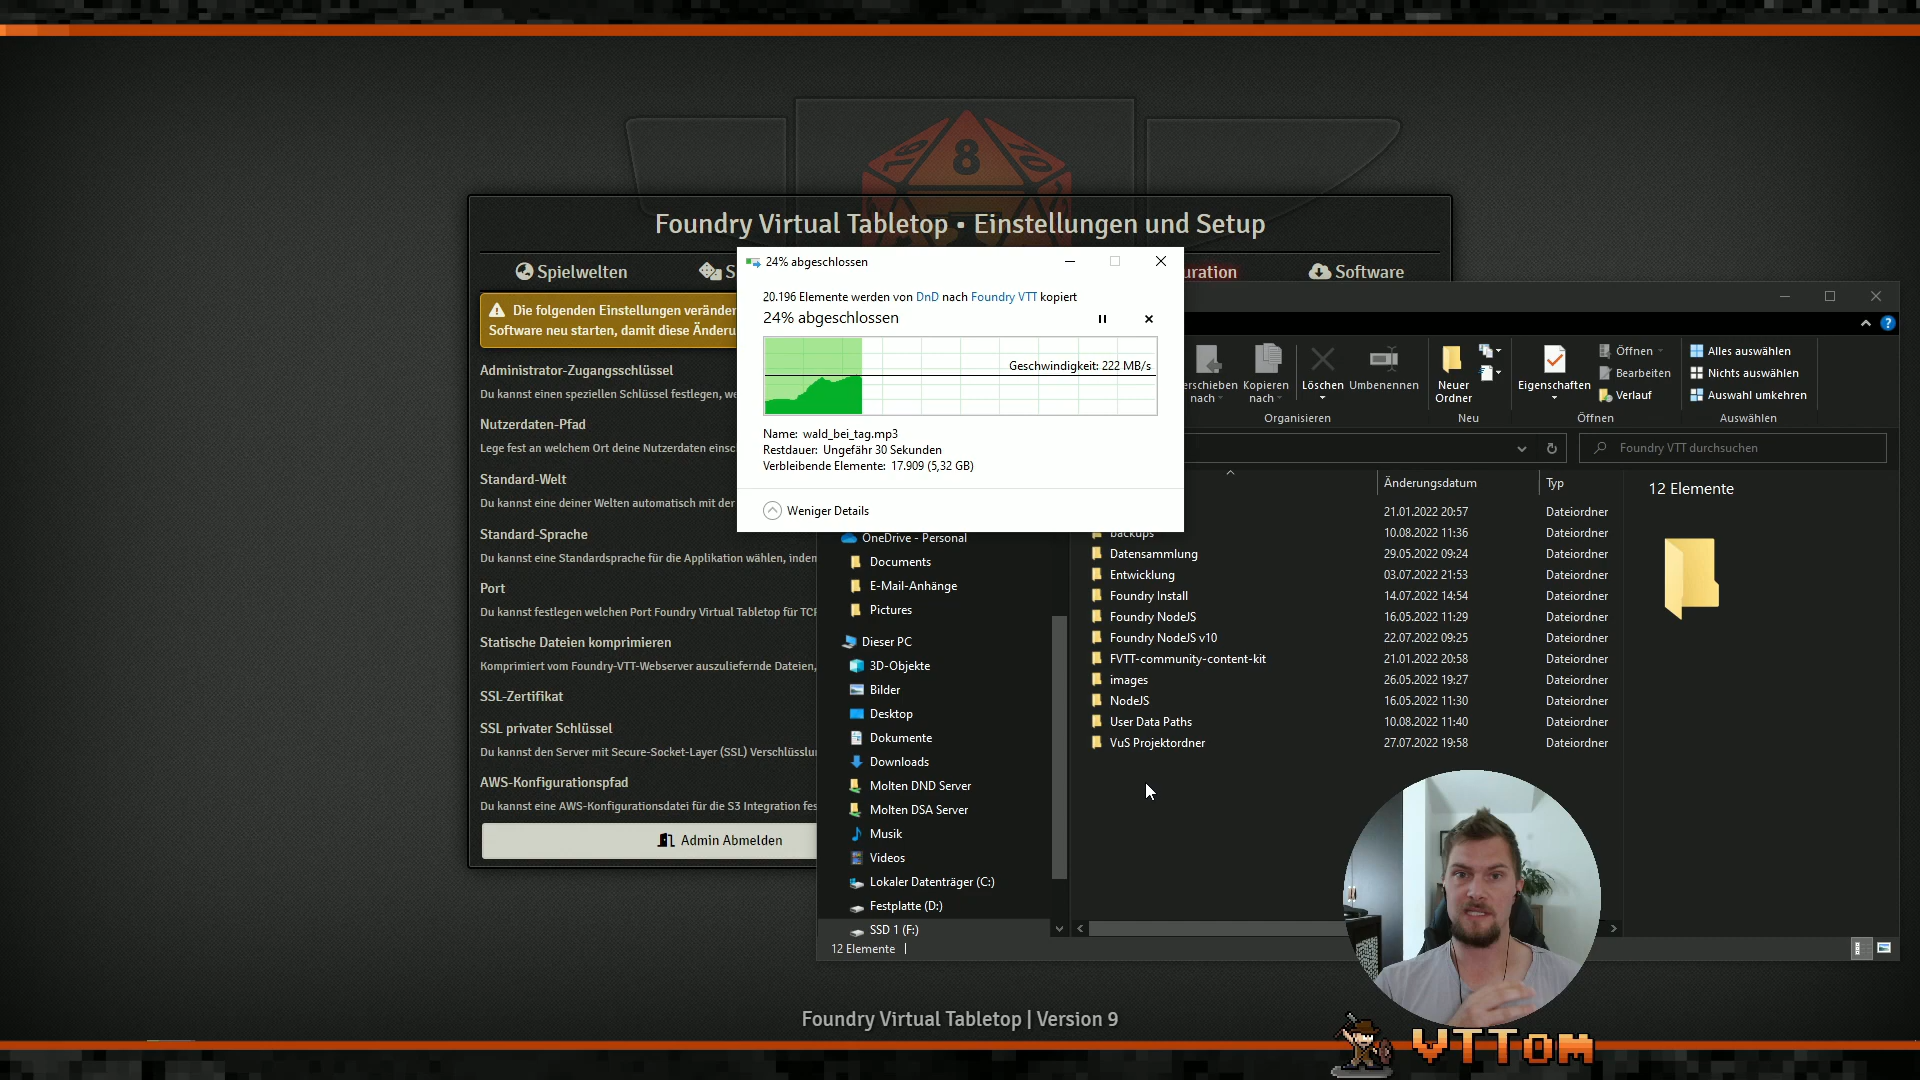 8
Foundry Virtual Tabletop • Einstellungen und Setup
Spielwelten
S
uration
Software
Die folgenden Einstellungen veränder
Software neu starten, damit diese Änderu
Administrator-Zugangsschlüssel
Du kannst einen speziellen Schlüssel festlegen, we
Nutzerdaten-Pfad
Lege fest an welchem Ort deine Nutzerdaten einsc
Standard-Welt
Du kannst eine deiner Welten automatisch mit der
Standard-Sprache
Du kannst eine Standardsprache für die Applikation wählen, inden
Port
Du kannst festlegen welchen Port Foundry Virtual Tabletop für TCP
Statische Dateien komprimieren
Komprimiert vom Foundry-VTT-Webserver auszuliefernde Dateien,
SSL-Zertifikat
SSL privater Schlüssel
Du kannst den Server mit Secure-Socket-Layer (SSL) Verschlüsslu
AWS-Konfigurationspfad
Du kannst eine AWS-Konfigurationsdatei für die S3 Integration fes
Admin Abmelden
24% abgeschlossen
20.196 Elemente werden von DnD nach Foundry VTT kopiert
24% abgeschlossen
Geschwindigkeit: 222 MB/s
Name: wald_bei_tag.mp3
Restdauer: Ungefähr 30 Sekunden
Verbleibende Elemente: 17.909 (5,32 GB)
Weniger Details
erschieben nach
Kopieren nach
Löschen
Umbenennen
Organisieren
Neuer Ordner
Neu
Eigenschaften
Öffnen
Bearbeiten
Verlauf
Öffnen
Alles auswählen
Nichts auswählen
Auswahl umkehren
Auswählen
Foundry VTT durchsuchen
Änderungsdatum Typ
21.01.2022 20:57 Dateiordner
backups 10.08.2022 11:36 Dateiordner
Datensammlung 29.05.2022 09:24 Dateiordner
Entwicklung 03.07.2022 21:53 Dateiordner
Foundry Install 14.07.2022 14:54 Dateiordner
Foundry NodeJS 16.05.2022 11:29 Dateiordner
Foundry NodeJS v10 22.07.2022 09:25 Dateiordner
FVTT-community-content-kit 21.01.2022 20:58 Dateiordner
images 26.05.2022 19:27 Dateiordner
NodeJS 16.05.2022 11:30 Dateiordner
User Data Paths 10.08.2022 11:40 Dateiordner
VuS Projektordner 27.07.2022 19:58 Dateiordner
12 Elemente
OneDrive - Personal
Documents
E-Mail-Anhänge
Pictures
Dieser PC
3D-Objekte
Bilder
Desktop
Dokumente
Downloads
Molten DND Server
Molten DSA Server
Musik
Videos
Lokaler Datenträger (C:)
Festplatte (D:)
SSD 1 (F:)
12 Elemente
Foundry Virtual Tabletop | Version 9
VTTom